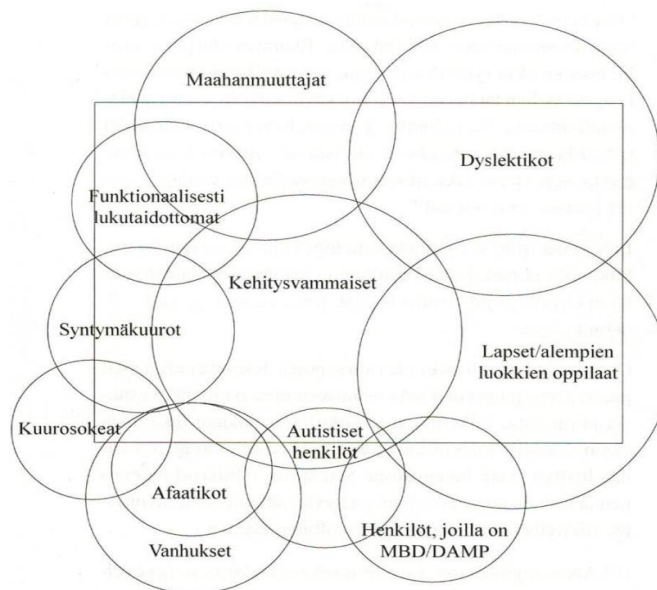 Maahanmuuttajat
Dyslektikot
Funktionaalisesti
lukutaidottomat
Kehitysvammaiset
Syntymäkuurot
Lapset/alempien
luokkien oppilaat
Kuurosokeat
Autistiset
henkilöt
Afaatikot
Henkilöt, joilla on
MBD/DAMP
Vanhukset